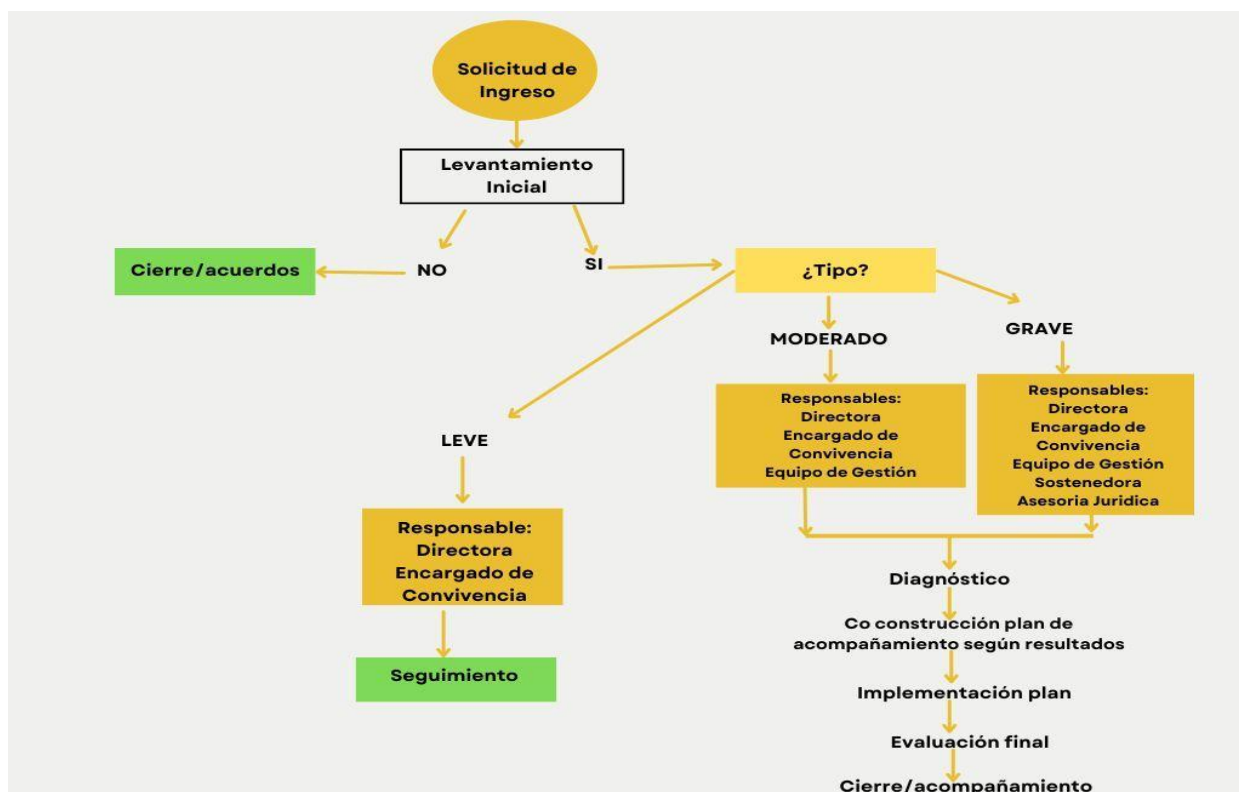 Solicitud de
Ingreso
Levantamiento
Inicial
Cierre/acuerdos
NO
SI
¿Tipo?
MODERADO
GRAVE
Responsables:
Directora
Encargado de
Convivencia
Equipo de Gestión
Responsables:
Directora
Encargado de
Convivencia
Equipo de Gestión
Sostenedora
Asesoria Juridica
LEVE
Responsable:
Directora
Encargado de
Convivencia
Seguimiento
Diagnóstico
Co construcción plan de
acompañamiento según resultados
Implementación plan
Evaluación final
Cierre/acompañamiento